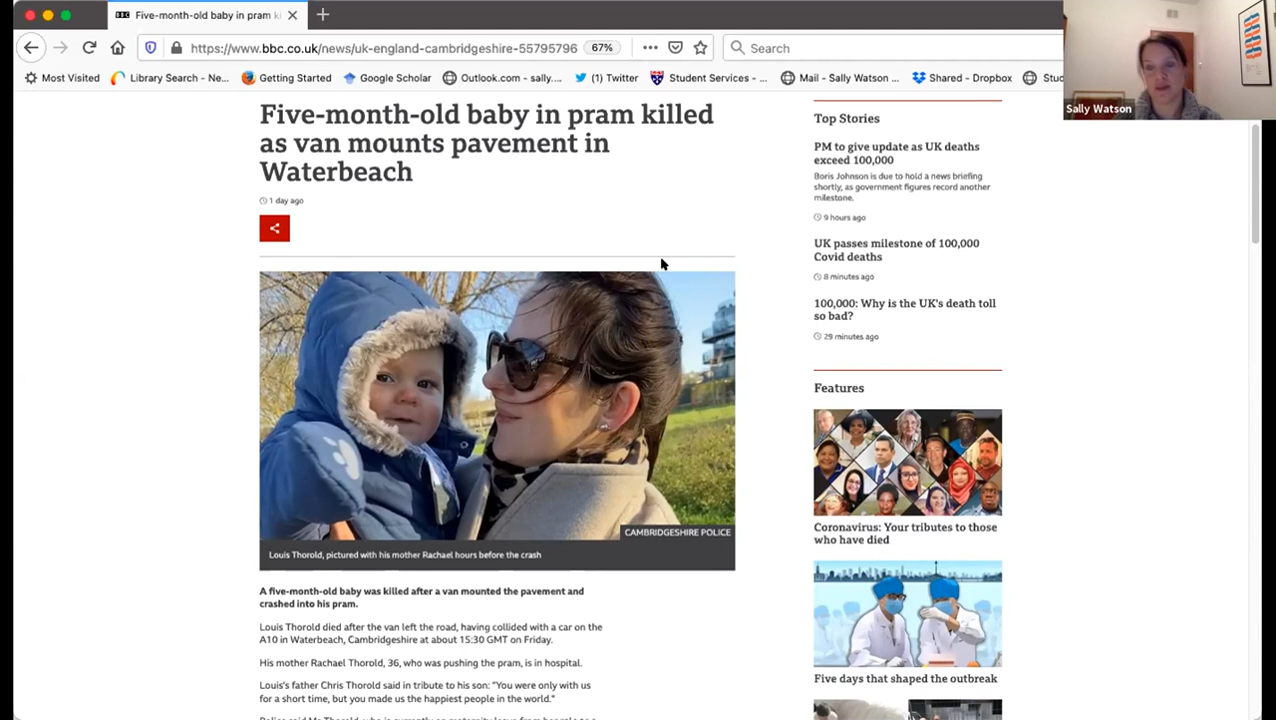 BBC Five-month-old baby in pram ki
https://www.bbc.co.uk/news/uk-england-cambridgeshire-55795796 67% Search
Most Visited Library Search - Ne... Getting Started Google Scholar Outlook.com - sally.... (1) Twitter Student Services - ... Mail - Sally Watson ... Shared - Dropbox Stuc
Sally Watson
Five-month-old baby in pram killed
as van mounts pavement in
Waterbeach
1 day ago
CAMBRIDGESHIRE POLICE
Louis Thorold, pictured with his mother Rachael hours before the crash
A five-month-old baby was killed after a van mounted the pavement and
crashed into his pram.
Louis Thorold died after the van left the road, having collided with a car on the
A10 in Waterbeach, Cambridgeshire at about 15:30 GMT on Friday.
His mother Rachael Thorold, 36, who was pushing the pram, is in hospital.
Louis's father Chris Thorold said in tribute to his son: "You were only with us
for a short time, but you made us the happiest people in the world."
Top Stories
PM to give update as UK deaths
exceed 100,000
Boris Johnson is due to hold a news briefing
shortly, as government figures record another
milestone.
9 hours ago
UK passes milestone of 100,000
Covid deaths
8 minutes ago
100,000: Why is the UK's death toll
so bad?
29 minutes ago
Features
Coronavirus: Your tributes to those
who have died
Five days that shaped the outbreak